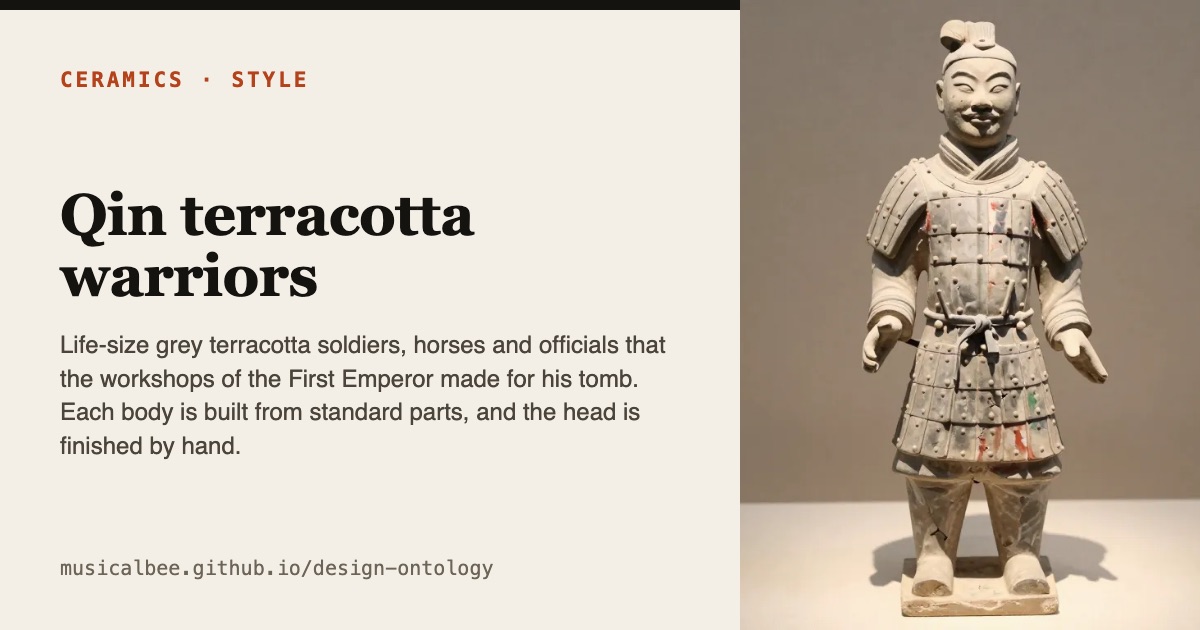 CERAMICS · STYLE
Qin terracotta
warriors
Life-size grey terracotta soldiers, horses and officials that
the workshops of the First Emperor made for his tomb.
Each body is built from standard parts, and the head is
finished by hand.
musicalbee.github.io/design-ontology